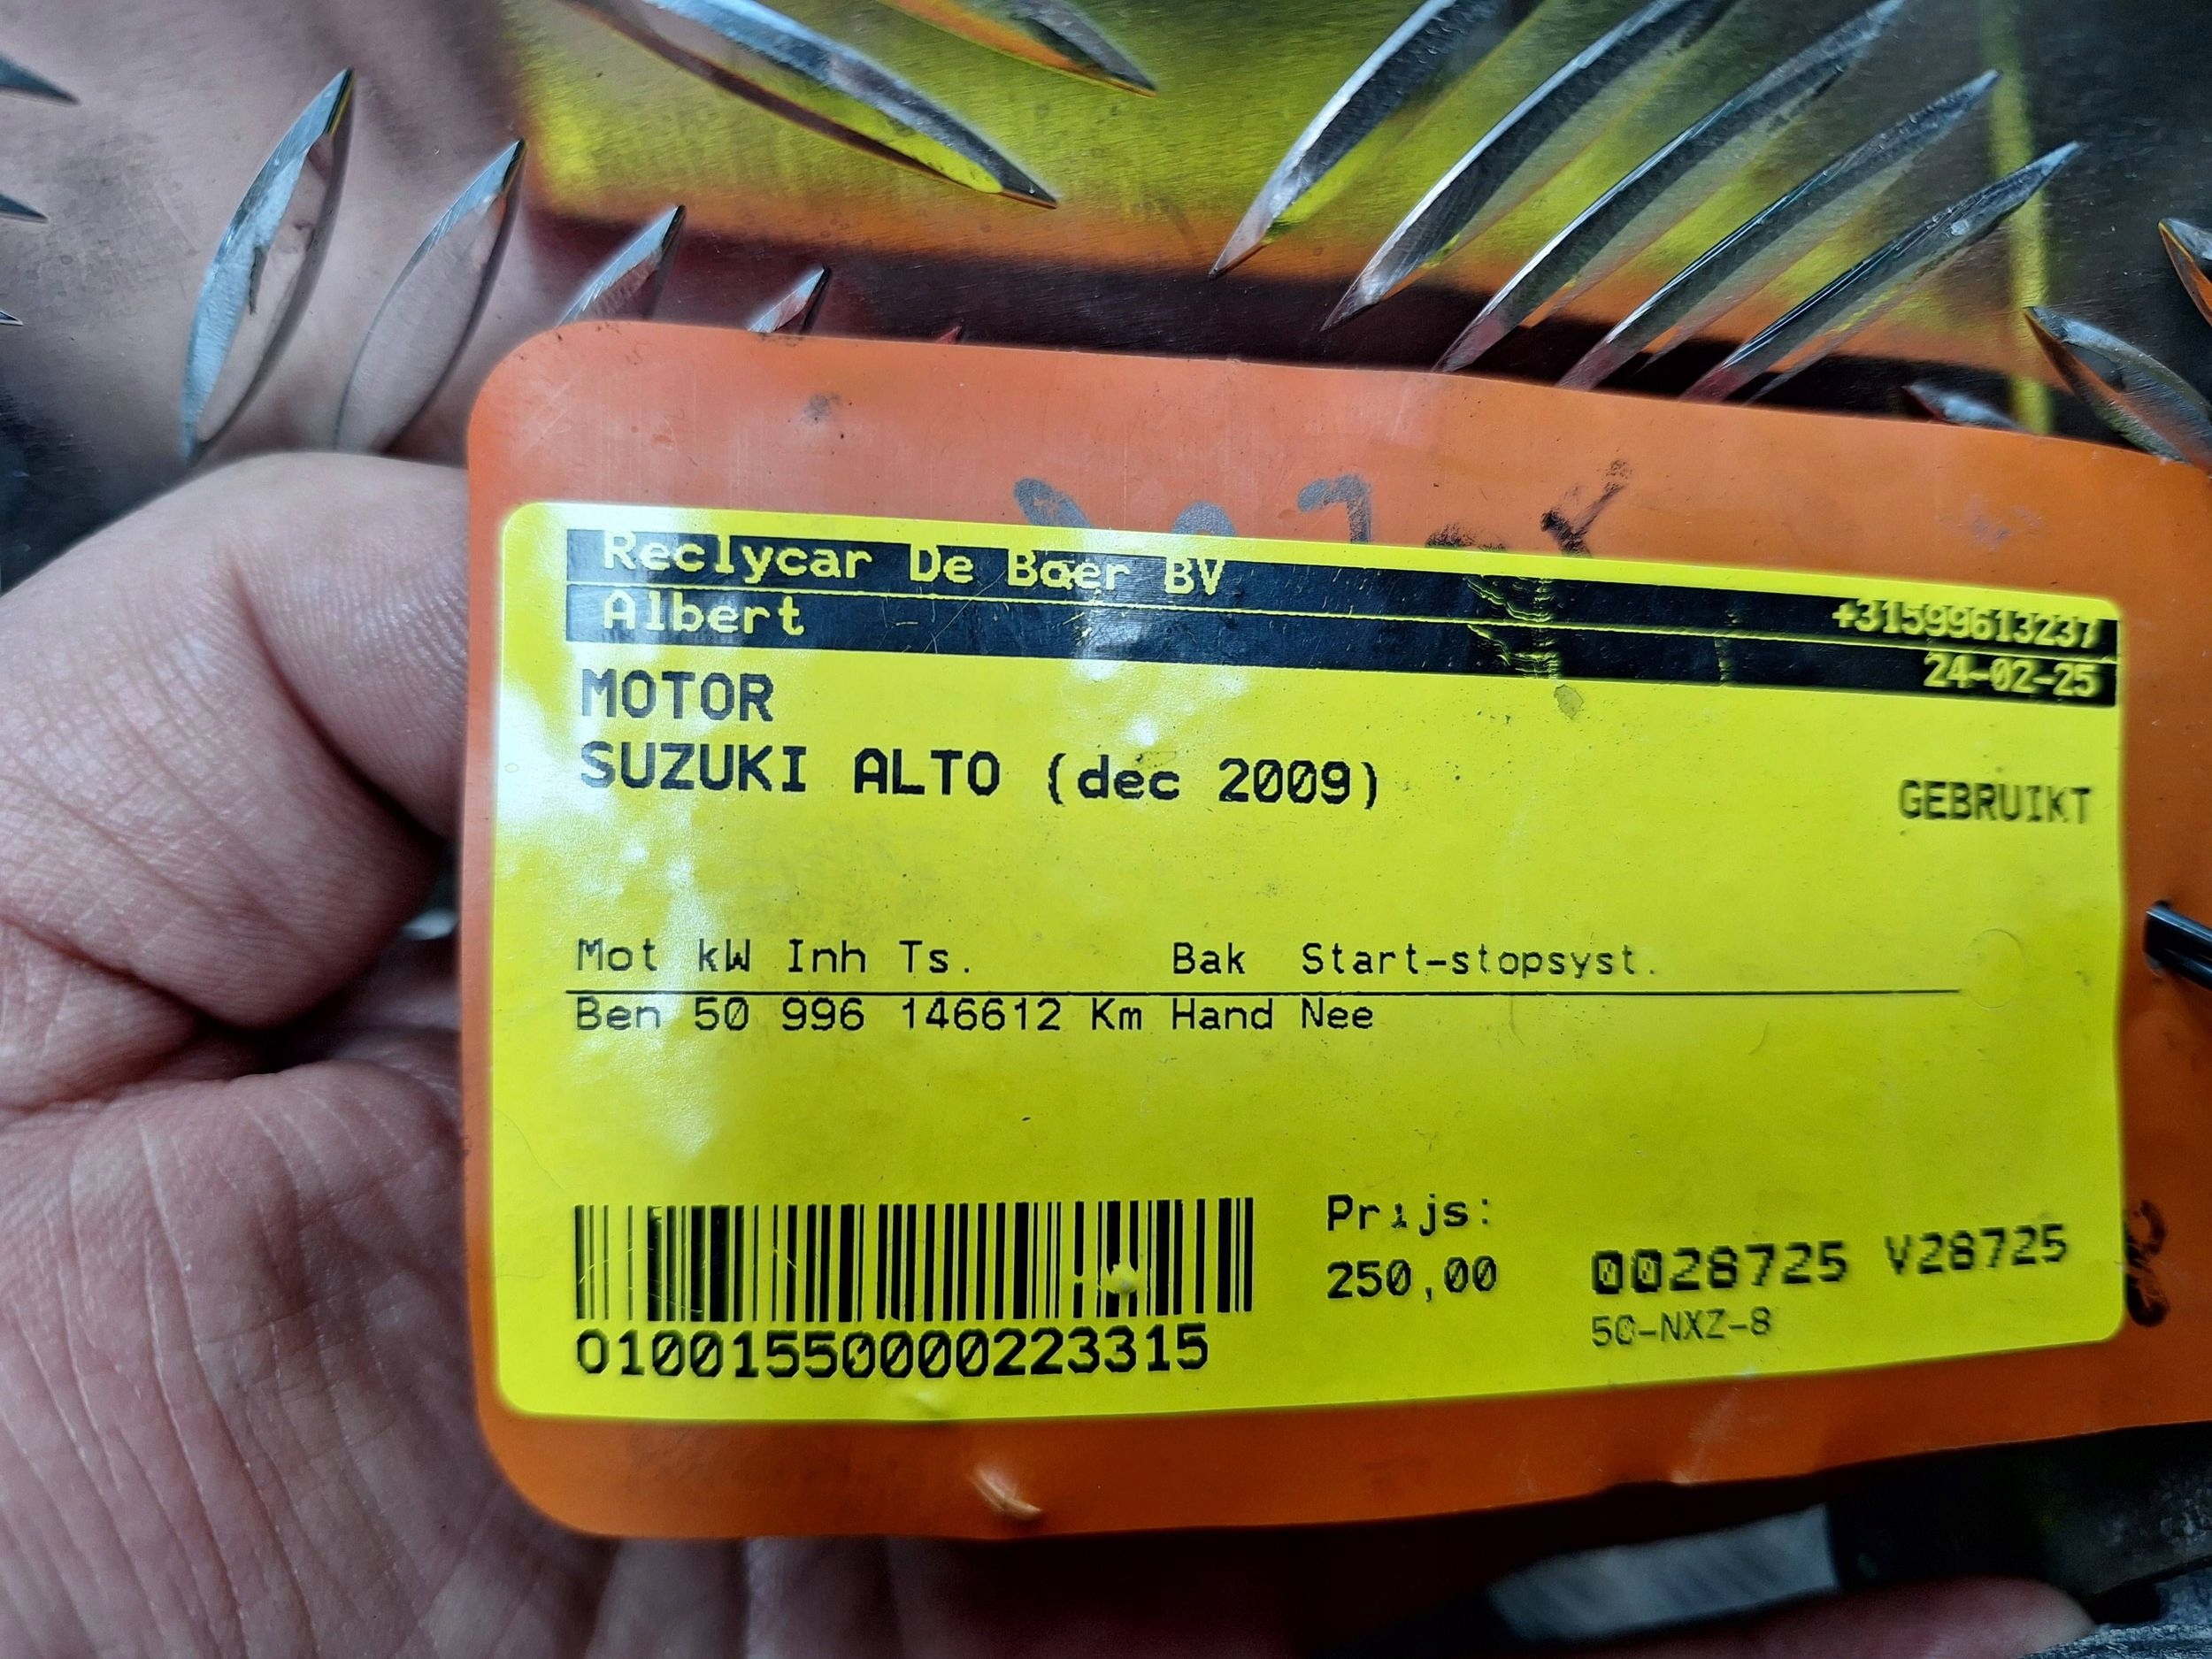 Reclycar De Boer BV +31599613237
Albert 24-02-25
MOTOR
SUZUKI ALTO (dec 2009)
GEBRUIKT
Mot kW Inh Ts. Bak Start-stopsyst.
Ben 50 996 146612 Km Hand Nee
Prijs:
250,00
0028725 V28725
50-NXZ-8
01001550000223315